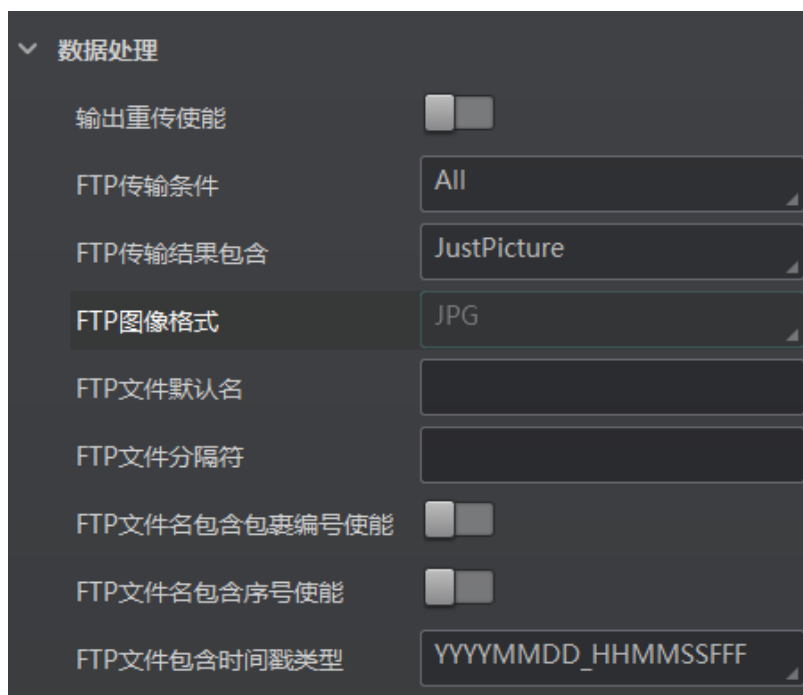 数据处理
输出重传使能
FTP传输条件 All
FTP传输结果包含 JustPicture
FTP图像格式 JPG
FTP文件默认名
FTP文件分隔符
FTP文件名包含包裹编号使能
FTP文件名包含序号使能
FTP文件包含时间戳类型 YYYYMMDD_HHMMSSFFF